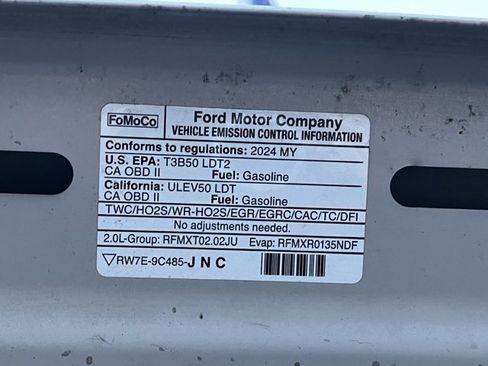 FoMoCo
Ford Motor Company
VEHICLE EMISSION CONTROL INFORMATION
Conforms to regulations: 2024 MY
U.S. EPA: T3B50 LDT2
CA OBD II Fuel: Gasoline
California: ULEV50 LDT
CA OBD II Fuel: Gasoline
TWC/HO2S/WR-HO2S/EGR/EGRC/CAC/TC/DFI
No adjustments needed.
2.0L-Group: RFMXT02.02JU Evap: RFMXR0135NDF
▽RW7E-9C485-JNC